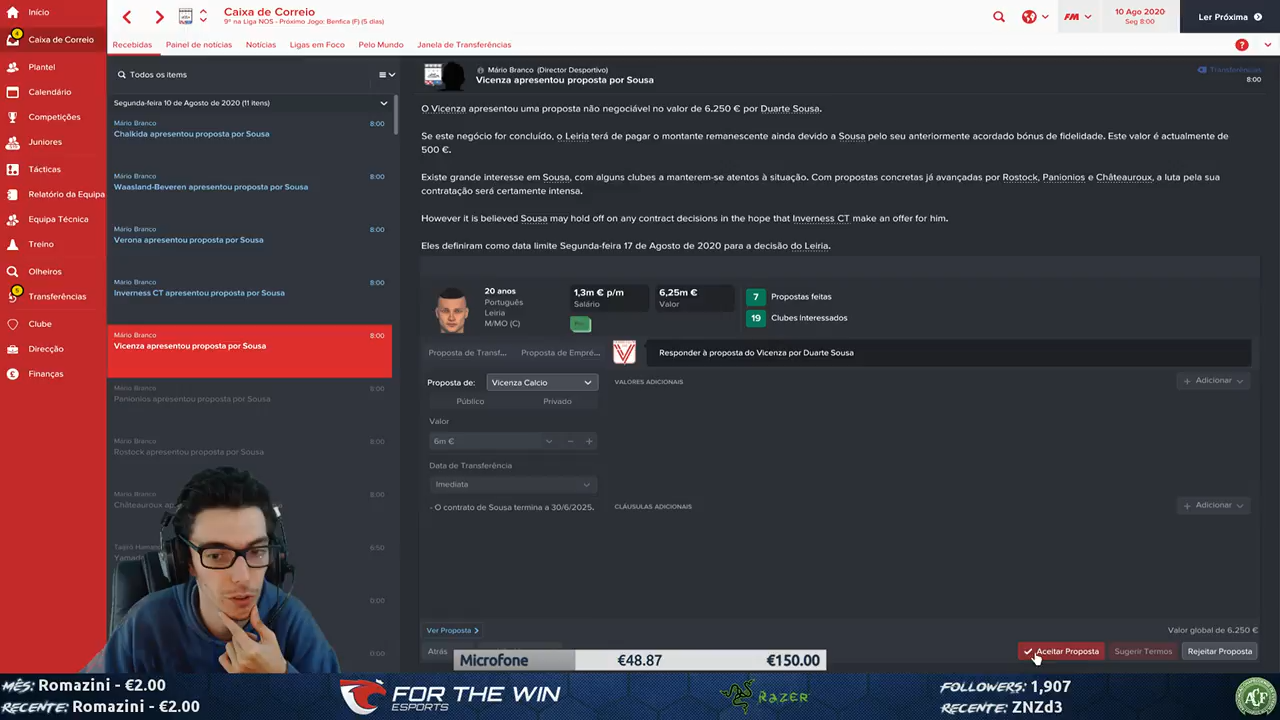 Início
Caixa de Correio
4
Plantel
Calendário
Competições
Juniores
Tácticas
Relatório da Equipa
Equipa Técnica
Treino
Olheiros
Transferências
5
Clube
Direcção
Finanças
Caixa de Correio
9º na Liga NOS - Próximo Jogo: Benfica (F) (5 dias)
FM
10 Ago 2020
Seg 8:00
Ler Próxima
Recebidas
Painel de notícias
Notícias
Ligas em Foco
Pelo Mundo
Janela de Transferências
?
Todos os items
Segunda-feira 10 de Agosto de 2020 (11 itens)
Mário Branco
8:00
Chalkida apresentou proposta por Sousa
Mário Branco
8:00
Waasland-Beveren apresentou proposta por Sousa
Mário Branco
8:00
Verona apresentou proposta por Sousa
Mário Branco
8:00
Inverness CT apresentou proposta por Sousa
Mário Branco
8:00
Vicenza apresentou proposta por Sousa
Mário Branco
8:00
Panionios apresentou proposta por Sousa
Mário Branco
8:00
Rostock apresentou proposta por Sousa
Mário Branco
8:00
Châteauroux
6:50
0:00
0:00
Mário Branco (Director Desportivo)
Vicenza apresentou proposta por Sousa
Transferências
8:00
O Vicenza apresentou uma proposta não negociável no valor de 6.250 € por Duarte Sousa.
Se este negócio for concluído, o Leiria terá de pagar o montante remanescente ainda devido a Sousa pelo seu anteriormente acordado bónus de fidelidade. Este valor é actualmente de
500 €.
Existe grande interesse em Sousa, com alguns clubes a manterem-se atentos à situação. Com propostas concretas já avançadas por Rostock, Panionios e Châteauroux, a luta pela sua
contratação será certamente intensa.
However it is believed Sousa may hold off on any contract decisions in the hope that Inverness CT make an offer for him.
Eles definiram como data limite Segunda-feira 17 de Agosto de 2020 para a decisão do Leiria.
20 anos
Português
Leiria
M/MO (C)
1,3m € p/m
Salário
6,25m €
Valor
7
Propostas feitas
19
Clubes Interessados
Proposta de Transf...
Proposta de Empré...
Responder à proposta do Vicenza por Duarte Sousa
Proposta de:
Vicenza Calcio
VALORES ADICIONAIS
Adicionar
Público
Privado
Valor
6m €
Data de Transferência
Imediata
- O contrato de Sousa termina a 30/6/2025.
CLÁUSULAS ADICIONAIS
Adicionar
Ver Proposta
Valor global de 6.250 €
Atrás
Aceitar Proposta
Sugerir Termos
Rejeitar Proposta
Microfone
€48.87
€150.00
MÊS: Romazini - €2.00
RECENTE: Romazini - €2.00
FOR THE WIN
ESPORTS
RAZER
FOLLOWERS: 1,907
RECENTE: ZNZd3